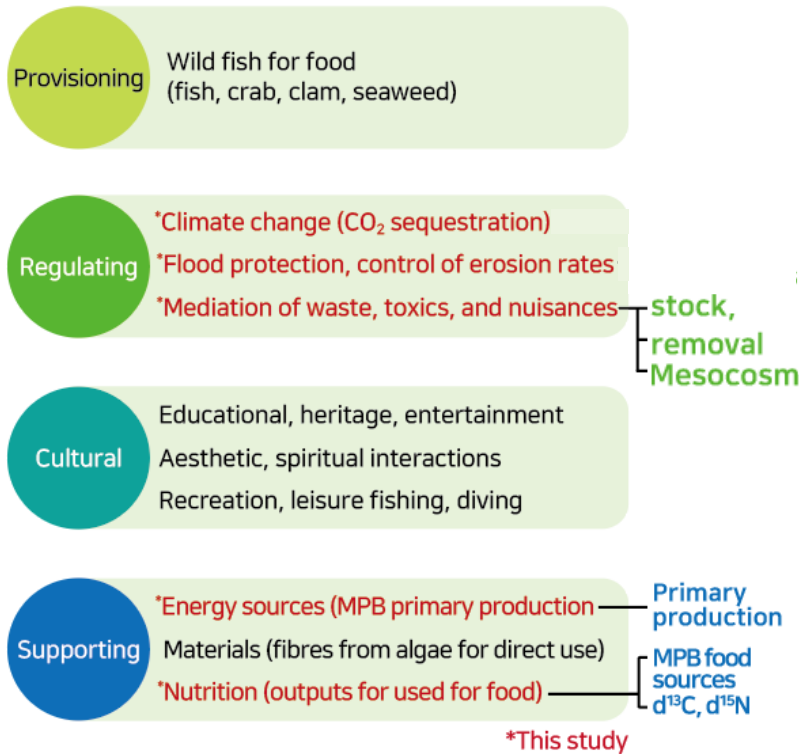 Provisioning
Wild fish for food
(fish, crab, clam, seaweed)
Regulating
*Climate change (CO₂ sequestration)
*Flood protection, control of erosion rates
*Mediation of waste, toxics, and nuisances
stock,
removal
Mesocosm
Cultural
Educational, heritage, entertainment
Aesthetic, spiritual interactions
Recreation, leisure fishing, diving
Supporting
*Energy sources (MPB primary production
Primary
production
Materials (fibres from algae for direct use)
*Nutrition (outputs for used for food)
MPB food
sources
d¹³C, d¹⁵N
*This study